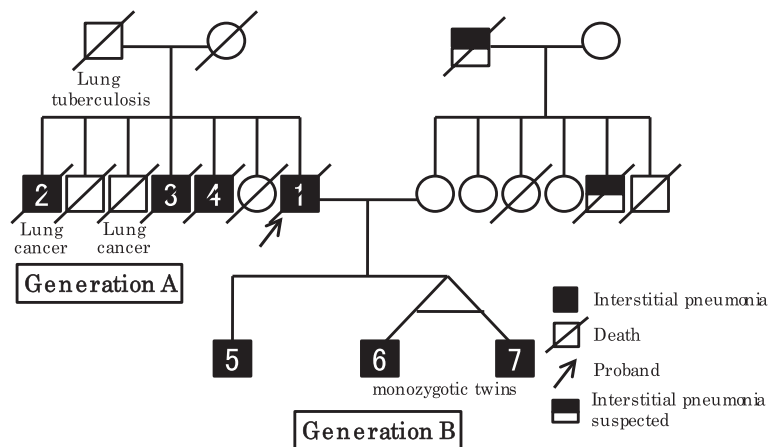 Lung
tuberculosis
2
3
4
1
Lung
cancer
Lung
cancer
Generation A
5
6
7
monozygotic twins
Generation B
Interstitial pneumonia
Death
Proband
Interstitial pneumonia
suspected